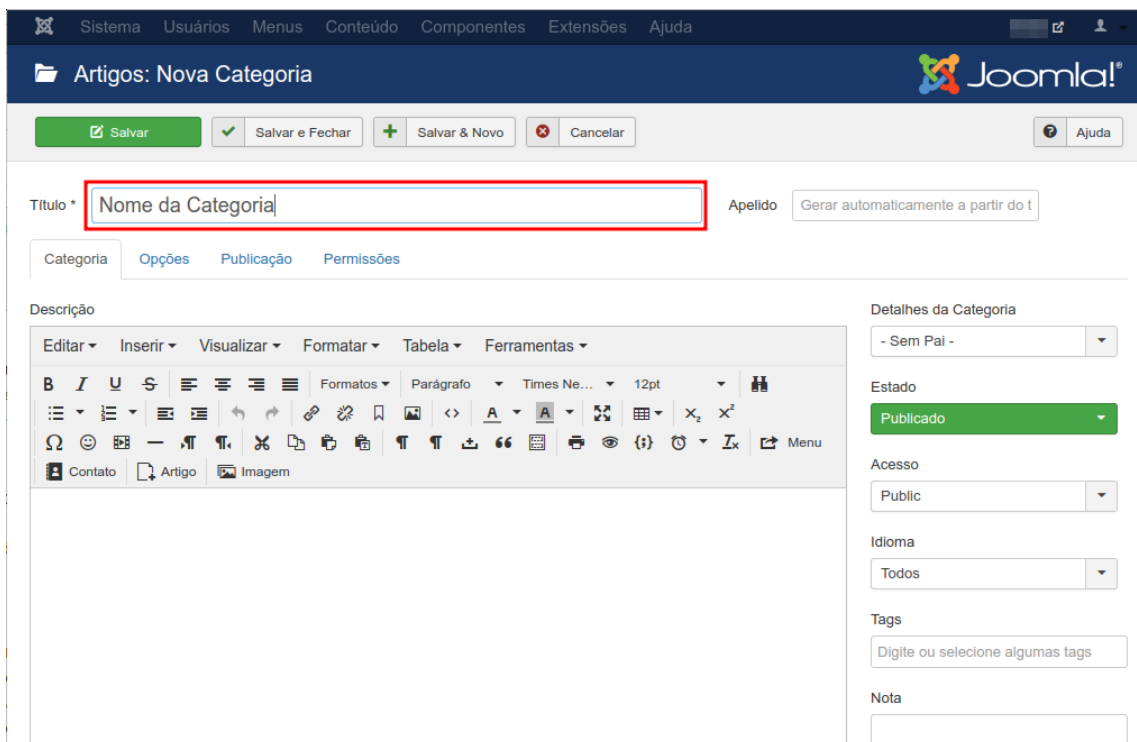 Sistema Usuários Menus Conteúdo Componentes Extensões Ajuda
Artigos: Nova Categoria Joomla!®
Salvar Salvar e Fechar Salvar & Novo Cancelar Ajuda
Título * Nome da Categoria Apelido Gerar automaticamente a partir do t
Categoria Opções Publicação Permissões
Descrição
Editar Inserir Visualizar Formatar Tabela Ferramentas
B I U S Formatos Parágrafo Times Ne... 12pt
A A X₂ X²
Ω Menu
Contato Artigo Imagem
Detalhes da Categoria
- Sem Pai -
Estado
Publicado
Acesso
Public
Idioma
Todos
Tags
Digite ou selecione algumas tags
Nota